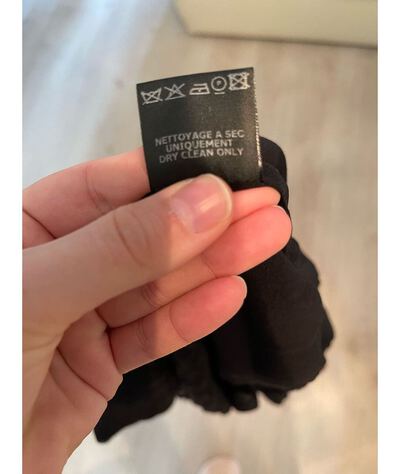 NETTOYAGE A SEC
UNIQUEMENT
DRY CLEAN ONLY